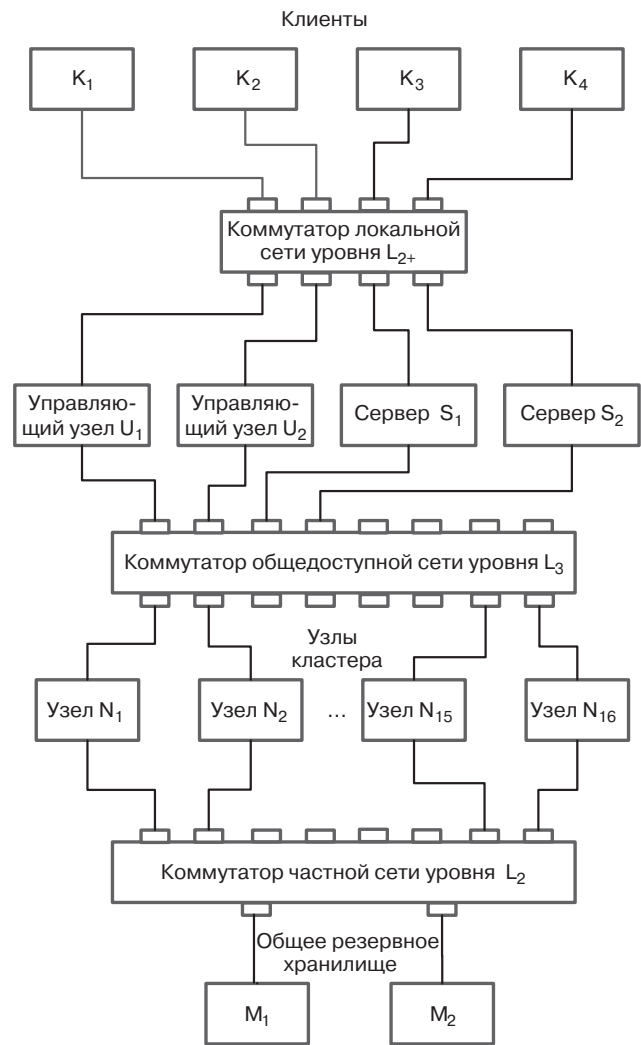 Клиенты
K1
K2
K3
K4
Коммутатор локальной
сети уровня L2+
Управляю-
щий узел U1
Управляю-
щий узел U2
Сервер S1
Сервер S2
Коммутатор общедоступной сети уровня L3
Узлы
кластера
Узел N1
Узел N2
...
Узел N15
Узел N16
Коммутатор частной сети уровня L2
Общее резервное
хранилище
M1
M2